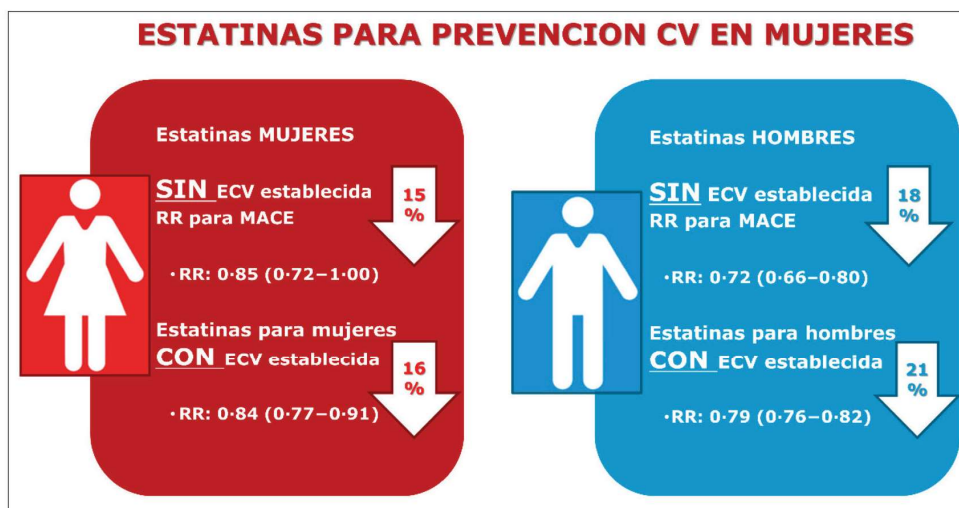 ESTATINAS PARA PREVENCION CV EN MUJERES
Estatinas MUJERES
SIN ECV establecida
RR para MACE
15
%
•RR: 0·85 (0·72–1·00)
Estatinas para mujeres
CON ECV establecida
16
%
•RR: 0·84 (0·77–0·91)
Estatinas HOMBRES
SIN ECV establecida
RR para MACE
18
%
•RR: 0·72 (0·66–0·80)
Estatinas para hombres
CON ECV establecida
21
%
•RR: 0·79 (0·76–0·82)